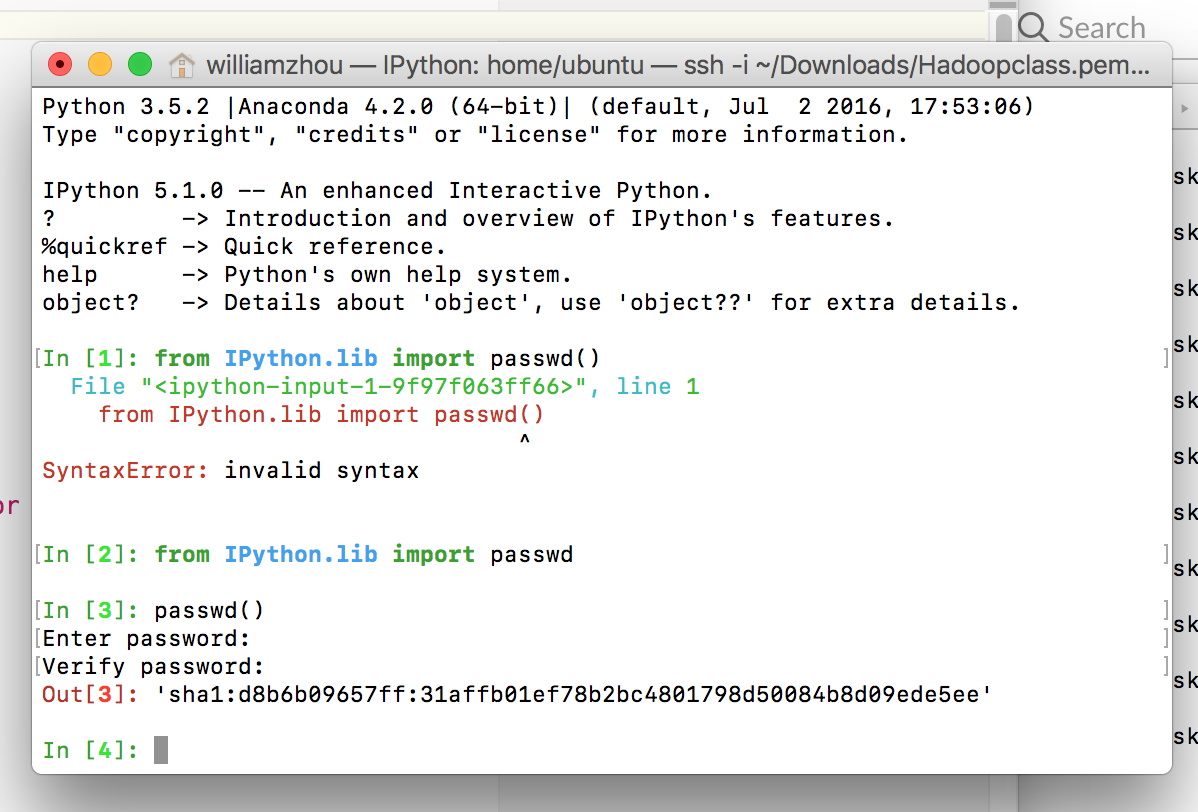 Search
williamzhou — IPython: home/ubuntu — ssh -i ~/Downloads/Hadoopclass.pem...
Python 3.5.2 |Anaconda 4.2.0 (64-bit)| (default, Jul  2 2016, 17:53:06)
Type "copyright", "credits" or "license" for more information.
IPython 5.1.0 -- An enhanced Interactive Python.
?         -> Introduction and overview of IPython's features.
%quickref -> Quick reference.
help      -> Python's own help system.
object?   -> Details about 'object', use 'object??' for extra details.
[In [1]: from IPython.lib import passwd() ]
File "<ipython-input-1-9f97f063ff66>", line 1
from IPython.lib import passwd()
^
SyntaxError: invalid syntax
[In [2]: from IPython.lib import passwd ]
[In [3]: passwd() ]
[Enter password: ]
[Verify password: ]
Out[3]: 'sha1:d8b6b09657ff:31affb01ef78b2bc4801798d50084b8d09ede5ee'
In [4]:
or
sk
sk
sk
sk
sk
sk
sk
sk
sk
sk
sk